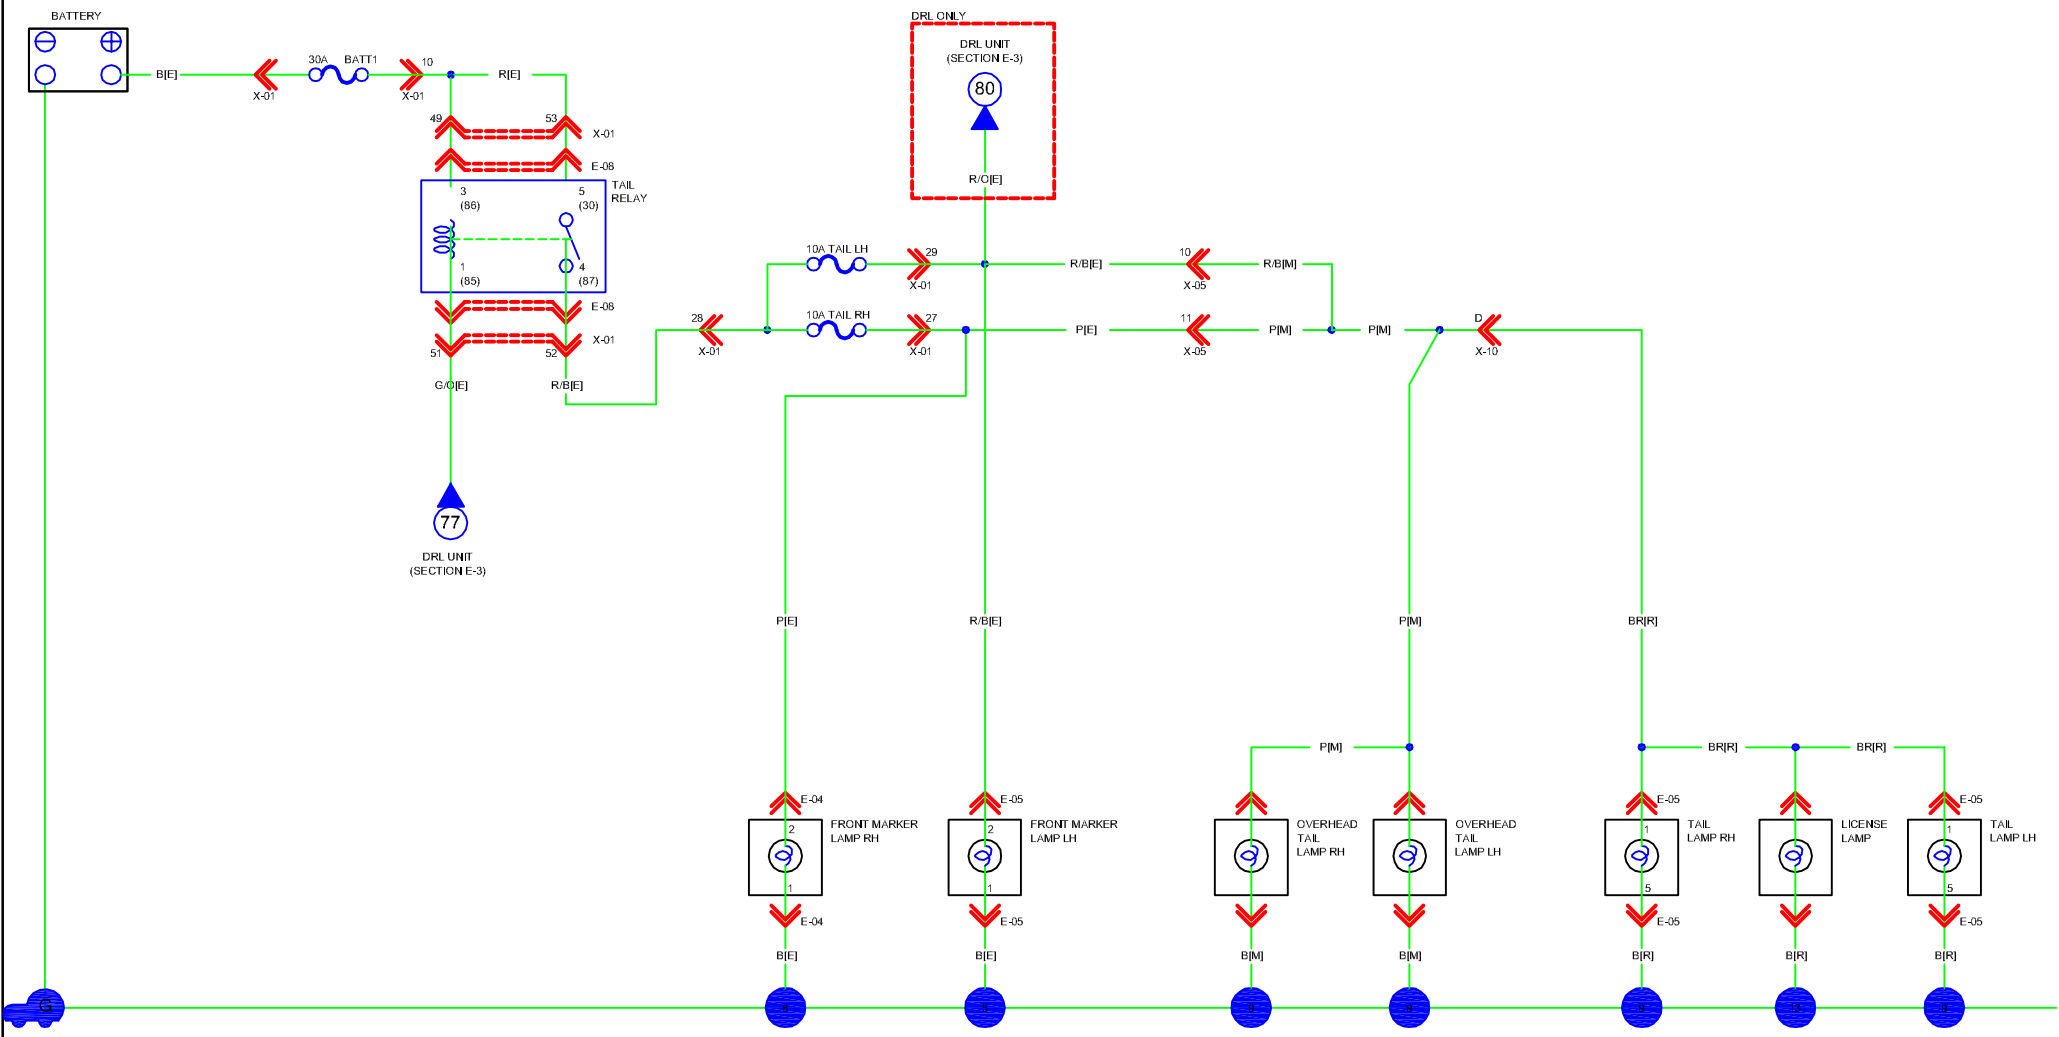 BATTERY
B[E]
X-01
30A
BATT1
10
X-01
R[E]
49
53
X-01
E-08
TAIL
RELAY
3
(86)
5
(30)
1
(85)
4
(87)
E-08
X-01
51
52
G/O[E]
R/B[E]
77
DRL UNIT
(SECTION E-3)
DRL ONLY
DRL UNIT
(SECTION E-3)
80
R/O[E]
10A TAIL LH
29
X-01
R/B[E]
10
X-05
R/B[M]
28
X-01
10A TAIL RH
27
X-01
P[E]
11
X-05
P[M]
P[M]
D
X-10
P[E]
R/B[E]
P[M]
BR[R]
P[M]
BR[R]
BR[R]
E-04
2
FRONT MARKER
LAMP RH
1
E-04
B[E]
E-05
2
FRONT MARKER
LAMP LH
1
E-05
B[E]
OVERHEAD
TAIL
LAMP RH
B[M]
OVERHEAD
TAIL
LAMP LH
B[M]
E-05
1
TAIL
LAMP RH
5
E-05
B[R]
LICENSE
LAMP
B[R]
E-05
1
TAIL
LAMP LH
5
E-05
B[R]
G